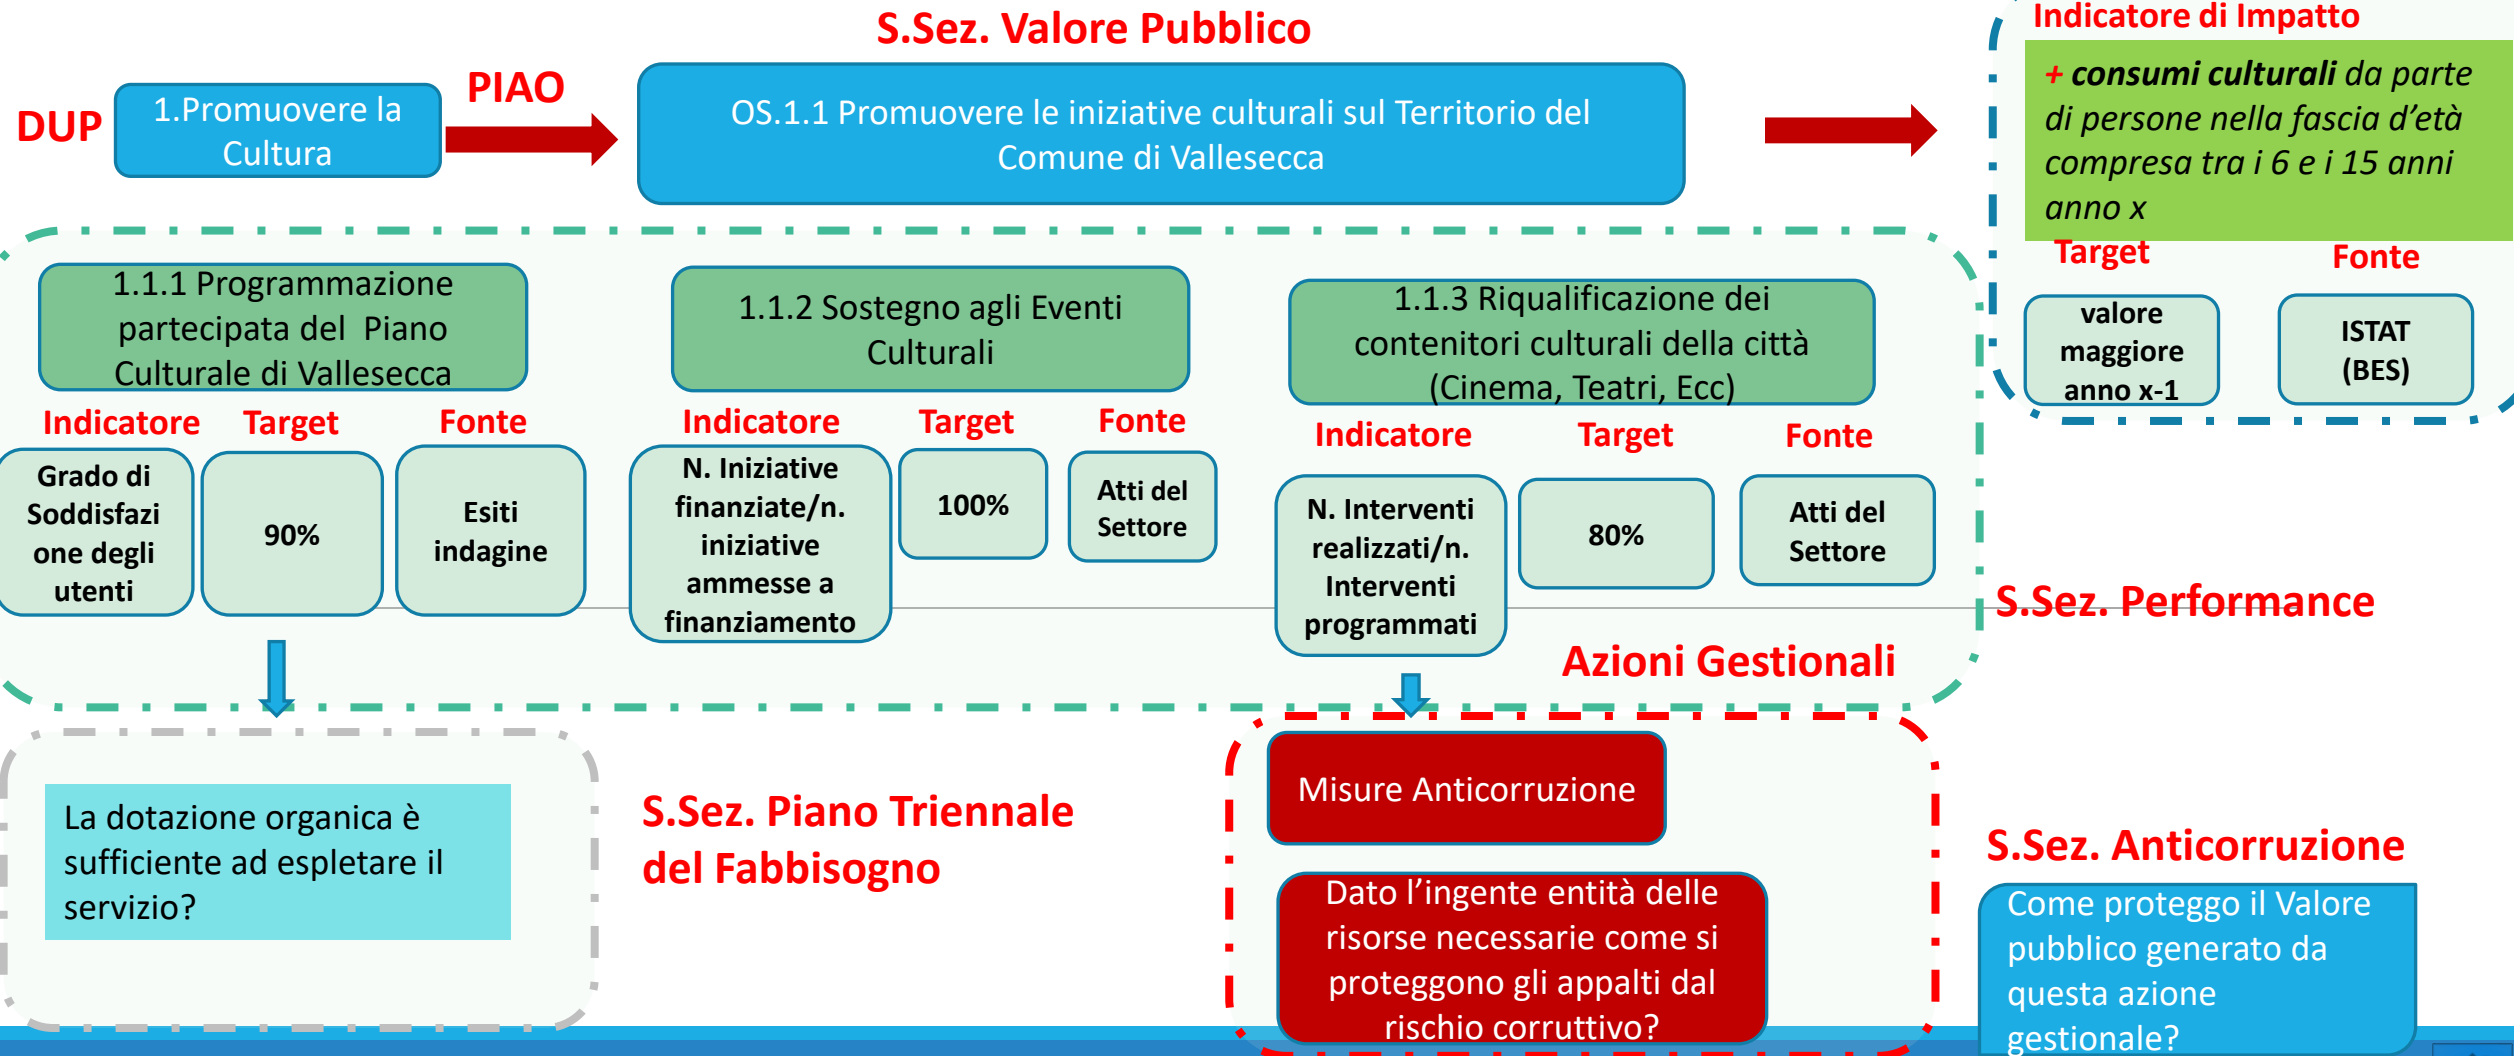 S.Sez. Valore Pubblico
DUP
1.Promuovere la
Cultura
PIAO
OS.1.1 Promuovere le iniziative culturali sul Territorio del
Comune di Vallesecca
Indicatore di Impatto
+ consumi culturali da parte
di persone nella fascia d’età
compresa tra i 6 e i 15 anni
anno x
Target
Fonte
valore
maggiore
anno x-1
ISTAT
(BES)
1.1.1 Programmazione
partecipata del Piano
Culturale di Vallesecca
Indicatore
Target
Fonte
Grado di
Soddisfazi
one degli
utenti
90%
Esiti
indagine
1.1.2 Sostegno agli Eventi
Culturali
Indicatore
Target
Fonte
N. Iniziative
finanziate/n.
iniziative
ammesse a
finanziamento
100%
Atti del
Settore
1.1.3 Riqualificazione dei
contenitori culturali della città
(Cinema, Teatri, Ecc)
Indicatore
Target
Fonte
N. Interventi
realizzati/n.
Interventi
programmati
80%
Atti del
Settore
S.Sez. Performance
Azioni Gestionali
La dotazione organica è
sufficiente ad espletare il
servizio?
S.Sez. Piano Triennale
del Fabbisogno
Misure Anticorruzione
Dato l’ingente entità delle
risorse necessarie come si
proteggono gli appalti dal
rischio corruttivo?
S.Sez. Anticorruzione
Come proteggo il Valore
pubblico generato da
questa azione
gestionale?